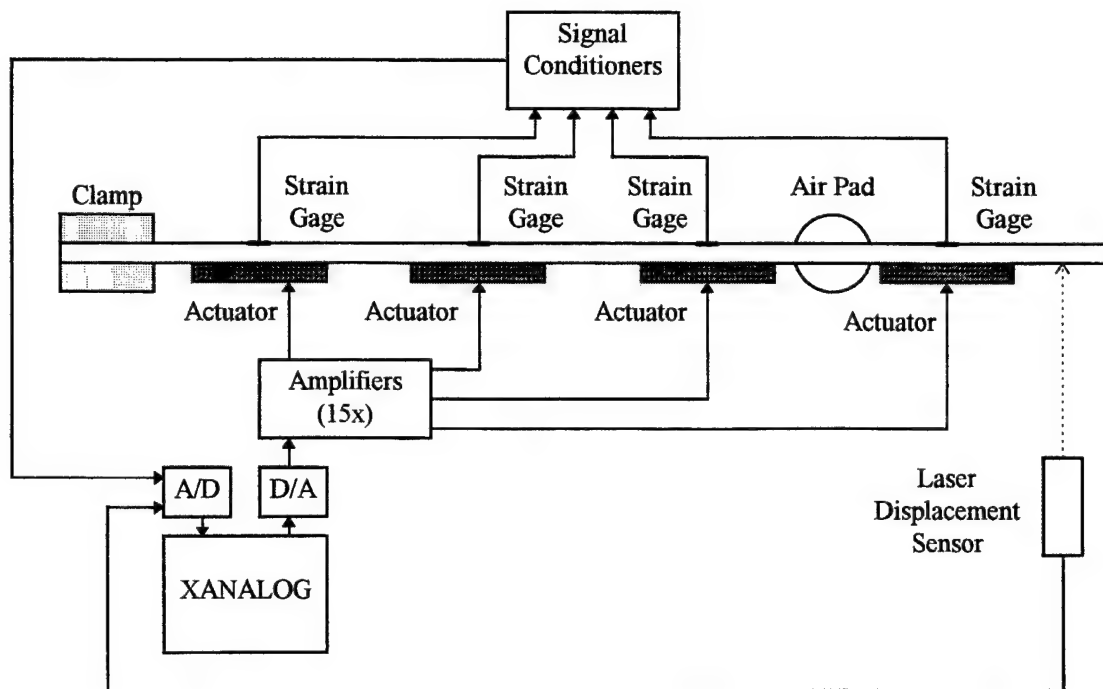 Signal
Conditioners
Clamp
Strain
Gage
Strain
Gage
Strain
Gage
Air Pad
Strain
Gage
Actuator
Actuator
Actuator
Actuator
Amplifiers
(15x)
A/D
D/A
Laser
Displacement
Sensor
XANALOG